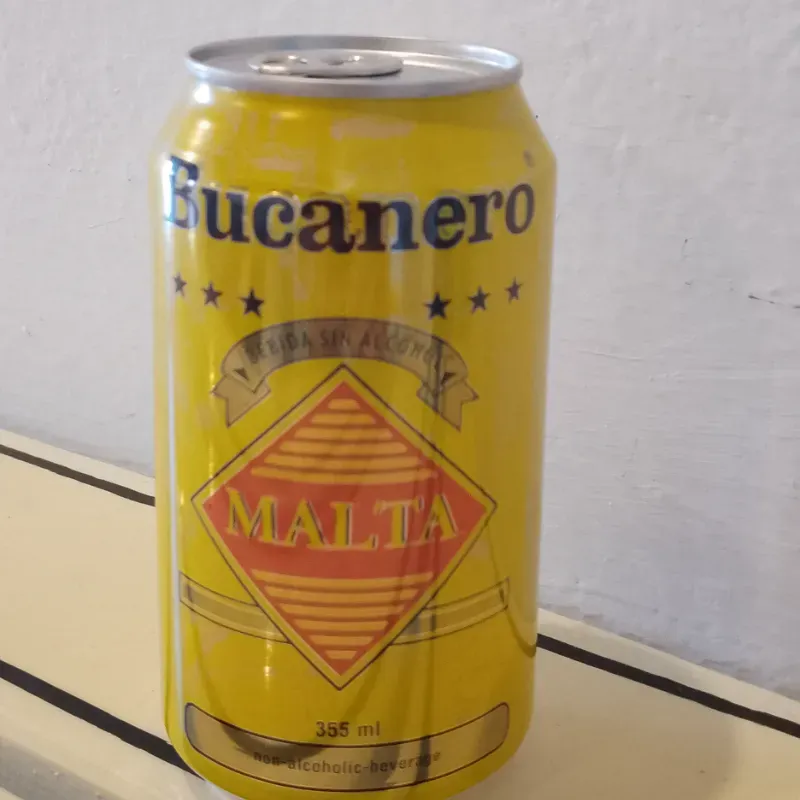 Bucanero
BEBIDA SIN ALCOHOL
MALTA
355 ml
non-alcoholic-beverage